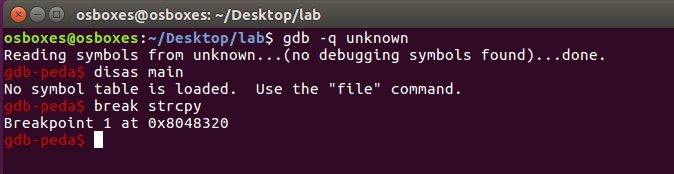 osboxes@osboxes: ~/Desktop/lab
osboxes@osboxes:~/Desktop/lab$ gdb -q unknown
Reading symbols from unknown...(no debugging symbols found)...done.
gdb-peda$ disas main
No symbol table is loaded.  Use the "file" command.
gdb-peda$ break strcpy
Breakpoint 1 at 0x8048320
gdb-peda$